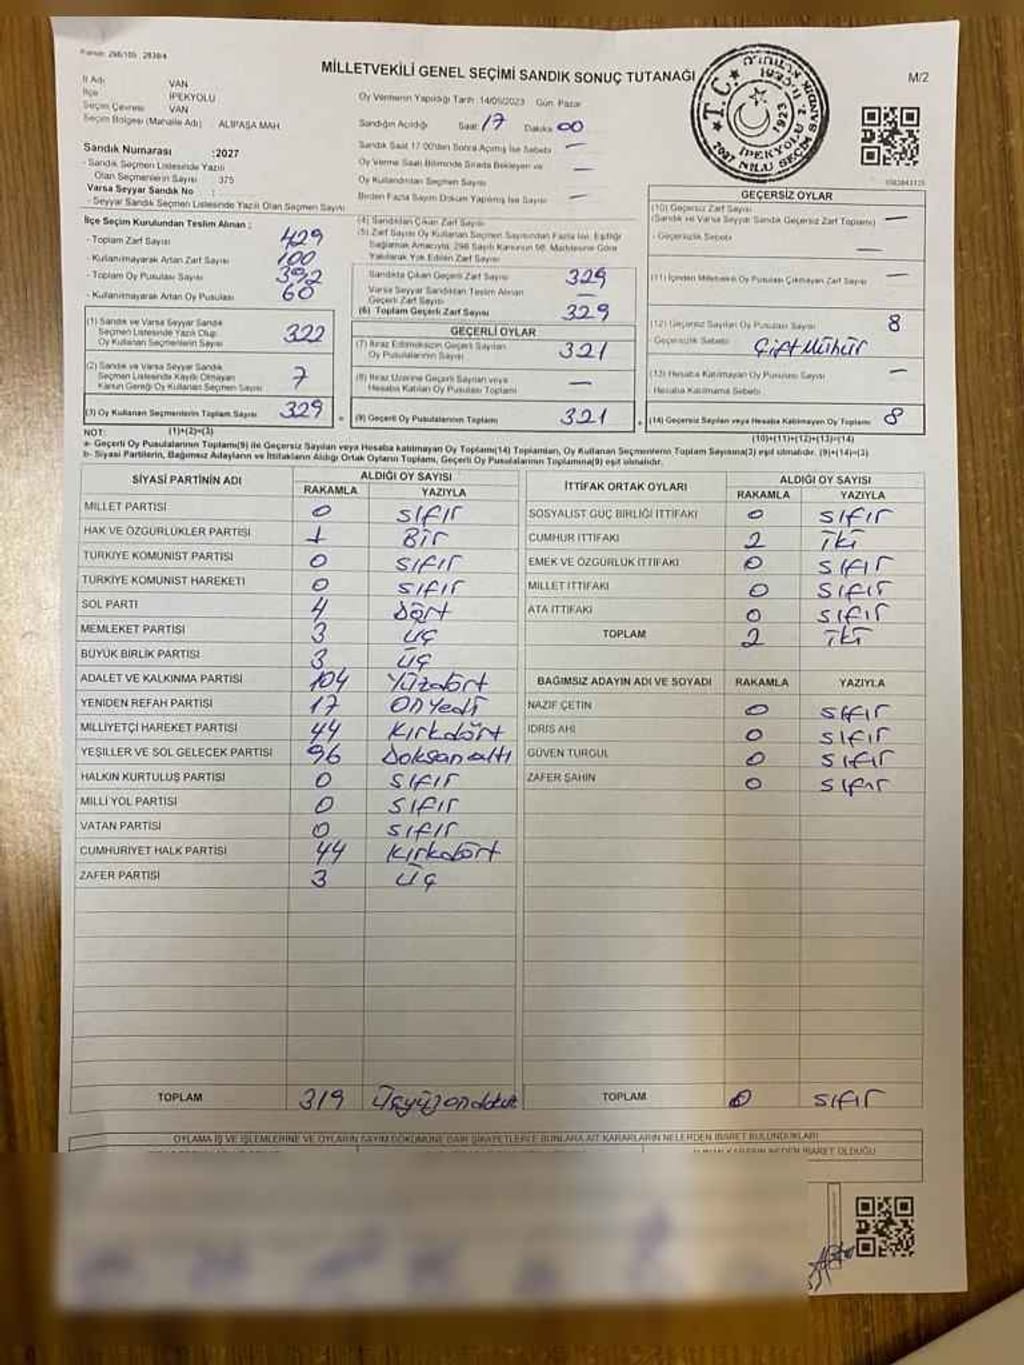 MİLLETVEKİLİ GENEL SEÇİMİ SANDIK SONUÇ TUTANAĞI
M/2
İl Adı VAN
İlçe İPEKYOLU
Seçim Çevresi VAN
Seçim Bölgesi (Mahalle Adı) ALİPAŞA MAH.
Sandık Numarası :2027
- Sandık Seçmen Listesinde Yazılı
Olan Seçmenlerin Sayısı : 375
Varsa Seyyar Sandık No :
- Seyyar Sandık Seçmen Listesinde Yazılı Olan Seçmen Sayısı
Oy Vermenin Yapıldığı Tarih :14/05/2023 Gün: Pazar
Sandığın Açıldığı Saat: 17 Dakika: 00
Sandık Saat 17.00'den Sonra Açılmış İse Sebebi —
Oy Verme Saati Bitiminde Sırada Bekleyen ve
Oy Kullandırılan Seçmen Sayısı —
Birden Fazla Sayım Döküm Yapılmış İse Sayısı —
T.C.
1923
İlçe Seçim Kurulundan Teslim Alınan :
- Toplam Zarf Sayısı 429
- Kullanılmayarak Artan Zarf Sayısı 100
- Toplam Oy Pusulası Sayısı
- Kullanılmayarak Artan Oy Pusulası 60
(1) Sandık ve Varsa Seyyar Sandık
Seçmen Listesinde Yazılı Olup
Oy Kullanan Seçmenlerin Sayısı 322
(2) Sandık ve Varsa Seyyar Sandık
Seçmen Listesinde Kayıtlı Olmayan
Kanun Gereği Oy Kullanan Seçmen Sayısı 7
(3) Oy Kullanan Seçmenlerin Toplam Sayısı 329
(4) Sandıktan Çıkan Zarf Sayısı
(5) Zarf Sayısı Oy Kullanan Seçmen Sayısından Fazla İse, Eşitliği
Sağlamak Amacıyla, 298 Sayılı Kanunun 98. Maddesine Göre
Yakılarak Yok Edilen Zarf Sayısı
Sandıkta Çıkan Geçerli Zarf Sayısı 329
Varsa Seyyar Sandıktan Teslim Alınan
Geçerli Zarf Sayısı —
(6) Toplam Geçerli Zarf Sayısı 329
GEÇERLİ OYLAR
(7) İtiraz Edilmeksizin Geçerli Sayılan
Oy Pusulalarının Sayısı 321
(8) İtiraz Üzerine Geçerli Sayılan veya
Hesaba Katılan Oy Pusulaları Toplamı —
= (9) Geçerli Oy Pusulalarının Toplamı 321
GEÇERSİZ OYLAR
(10) Geçersiz Zarf Sayısı
(Sandık ve Varsa Seyyar Sandık Geçersiz Zarf Toplamı) —
- Geçersizlik Sebebi —
(11) İçinden Milletvekili Oy Pusulası Çıkmayan Zarf Sayısı —
(12) Geçersiz Sayılan Oy Pusulası Sayısı 8
- Geçersizlik Sebebi Çift Mühür
(13) Hesaba Katılmayan Oy Pusulası Sayısı —
Hesaba Katılmama Sebebi
+ (14) Geçersiz Sayılan veya Hesaba Katılmayan Oy Toplamı 8
NOT: (1)+(2)=(3)
(10)+(11)+(12)+(13)=(14)
a- Geçerli Oy Pusulalarının Toplamı(9) ile Geçersiz Sayılan veya Hesaba katılmayan Oy Toplamı(14) Toplamları, Oy Kullanan Seçmenlerin Toplam Sayısına(3) eşit olmalıdır. (9)+(14)=(3)
b- Siyasi Partilerin, Bağımsız Adayların ve İttifakların Aldığı Ortak Oyların Toplamı, Geçerli Oy Pusulalarının Toplamına(9) eşit olmalıdır.
SİYASİ PARTİNİN ADI ALDIĞI OY SAYISI
RAKAMLA YAZIYLA
MİLLET PARTİSİ 0 sıfır
HAK VE ÖZGÜRLÜKLER PARTİSİ 1 Bir
TÜRKİYE KOMÜNİST PARTİSİ 0 sıfır
TÜRKİYE KOMÜNİST HAREKETİ 0 sıfır
SOL PARTİ 4 Dört
MEMLEKET PARTİSİ 3 üç
BÜYÜK BİRLİK PARTİSİ 3 üç
ADALET VE KALKINMA PARTİSİ 104 Yüzdört
YENİDEN REFAH PARTİSİ 17 Onyedi
MİLLİYETÇİ HAREKET PARTİSİ 44 Kırkdört
YEŞİLLER VE SOL GELECEK PARTİSİ 96 Doksanaltı
HALKIN KURTULUŞ PARTİSİ 0 sıfır
MİLLİ YOL PARTİSİ 0 sıfır
VATAN PARTİSİ 0 sıfır
CUMHURİYET HALK PARTİSİ 44 Kırkdört
ZAFER PARTİSİ 3 üç
TOPLAM 319 Üçyüzondokuz
İTTİFAK ORTAK OYLARI ALDIĞI OY SAYISI
RAKAMLA YAZIYLA
SOSYALİST GÜÇ BİRLİĞİ İTTİFAKI 0 sıfır
CUMHUR İTTİFAKI 2 iki
EMEK VE ÖZGÜRLÜK İTTİFAKI 0 sıfır
MİLLET İTTİFAKI 0 sıfır
ATA İTTİFAKI 0 sıfır
TOPLAM 2 iki
BAĞIMSIZ ADAYIN ADI VE SOYADI RAKAMLA YAZIYLA
NAZİF ÇETİN 0 sıfır
İDRİS AHİ 0 sıfır
GÜVEN TURGUL 0 sıfır
ZAFER ŞAHİN 0 sıfır
TOPLAM 0 sıfır
OYLAMA İŞ VE İŞLEMLERİNE VE OYLARIN SAYIM DÖKÜMÜNE DAİR ŞİKAYETLERLE BUNLARA AİT KARARLARIN NELERDEN İBARET BULUNDUKLARI